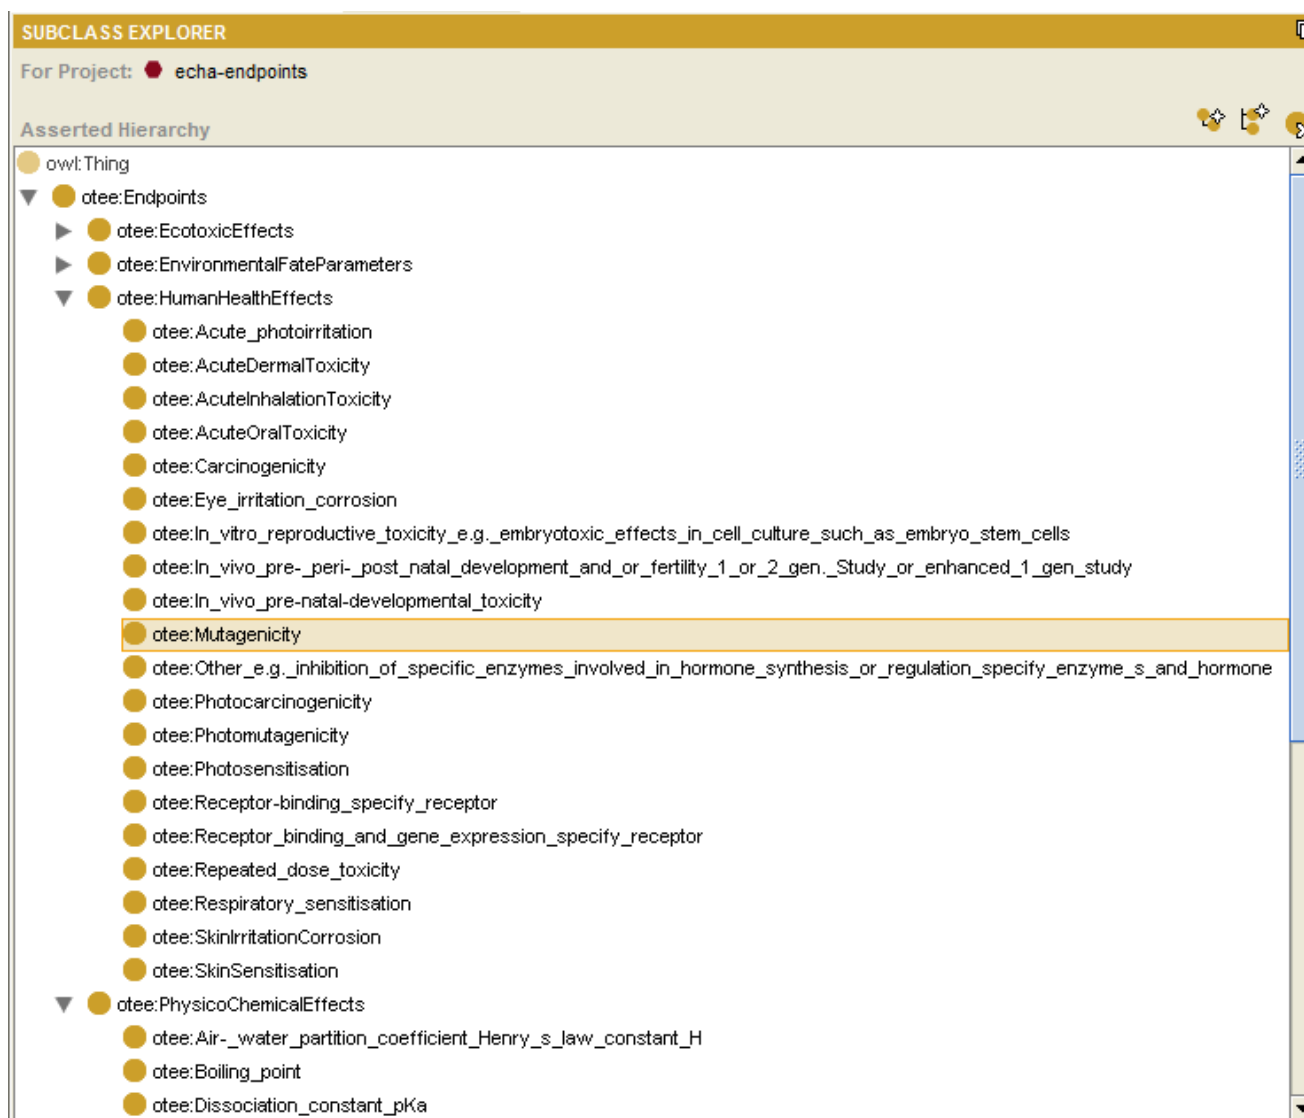 SUBCLASS EXPLORER
For Project: echa-endpoints
Asserted Hierarchy
owl:Thing
otee:Endpoints
otee:EcotoxicEffects
otee:EnvironmentalFateParameters
otee:HumanHealthEffects
otee:Acute_photoirritation
otee:AcuteDermalToxicity
otee:AcuteInhalationToxicity
otee:AcuteOralToxicity
otee:Carcinogenicity
otee:Eye_irritation_corrosion
otee:In_vitro_reproductive_toxicity_e.g._embryotoxic_effects_in_cell_culture_such_as_embryo_stem_cells
otee:In_vivo_pre-_peri-_post_natal_development_and_or_fertility_1_or_2_gen._Study_or_enhanced_1_gen_study
otee:In_vivo_pre-natal-developmental_toxicity
otee:Mutagenicity
otee:Other_e.g._inhibition_of_specific_enzymes_involved_in_hormone_synthesis_or_regulation_specify_enzyme_s_and_hormone
otee:Photocarcinogenicity
otee:Photomutagenicity
otee:Photosensitisation
otee:Receptor-binding_specify_receptor
otee:Receptor_binding_and_gene_expression_specify_receptor
otee:Repeated_dose_toxicity
otee:Respiratory_sensitisation
otee:SkinIrritationCorrosion
otee:SkinSensitisation
otee:PhysicoChemicalEffects
otee:Air-_water_partition_coefficient_Henry_s_law_constant_H
otee:Boiling_point
otee:Dissociation_constant_pKa